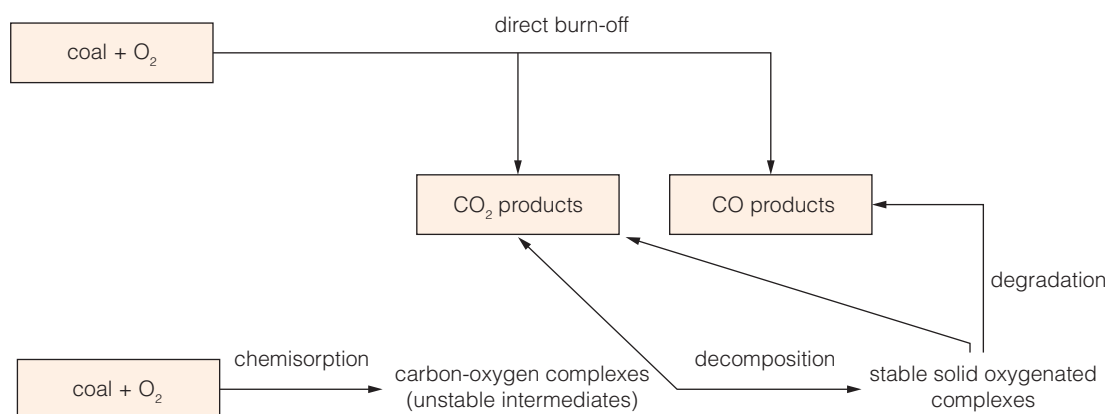 direct burn-off
coal + O₂
CO₂ products
CO products
degradation
chemisorption
decomposition
coal + O₂
carbon-oxygen complexes
(unstable intermediates)
stable solid oxygenated
complexes